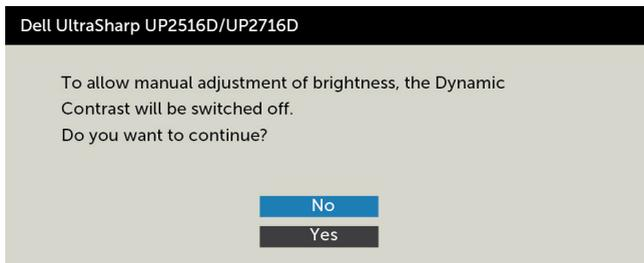 Dell UltraSharp UP2516D/UP2716D
To allow manual adjustment of brightness, the Dynamic
Contrast will be switched off.
Do you want to continue?
No
Yes